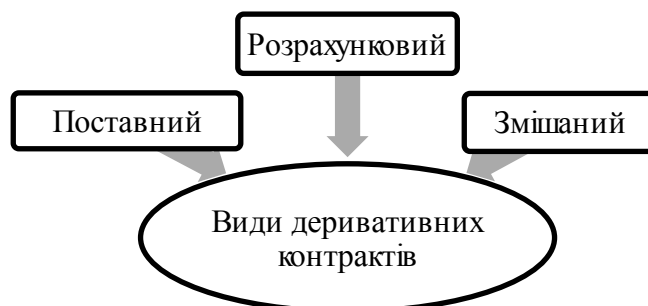 Розрахунковий
Поставний
Змішаний
Види деривативних
контрактів